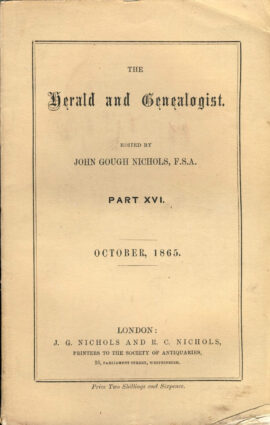 THE
Herald and Genealogist.
EDITED BY
JOHN GOUGH NICHOLS, F.S.A.
PART XVI.
OCTOBER, 1865.
LONDON:
J. G. NICHOLS AND R. C. NICHOLS,
PRINTERS TO THE SOCIETY OF ANTIQUARIES,
25, PARLIAMENT STREET, WESTMINSTER.
Price Two Shillings and Sixpence.